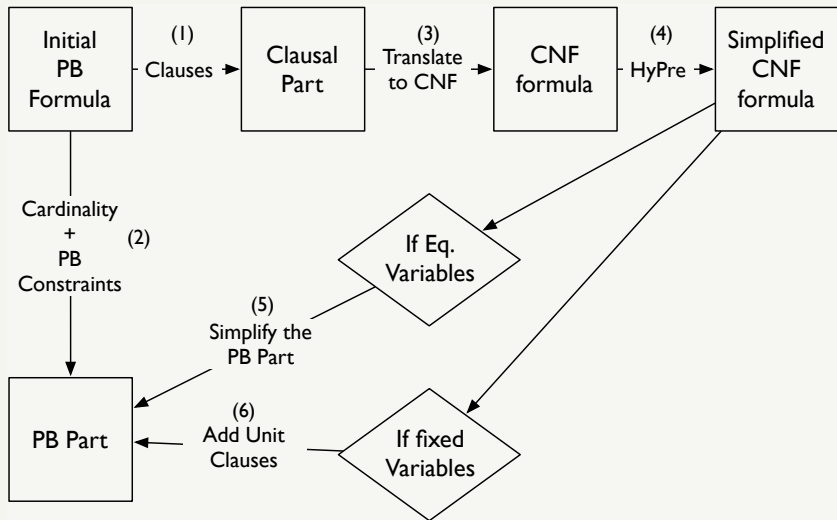 Initial
PB
Formula
(1)
Clauses
Clausal
Part
(3)
Translate
to CNF
CNF
formula
(4)
HyPre
Simplified
CNF
formula
Cardinality
+
PB
Constraints
(2)
If Eq.
Variables
(5)
Simplify the
PB Part
PB Part
(6)
Add Unit
Clauses
If fixed
Variables